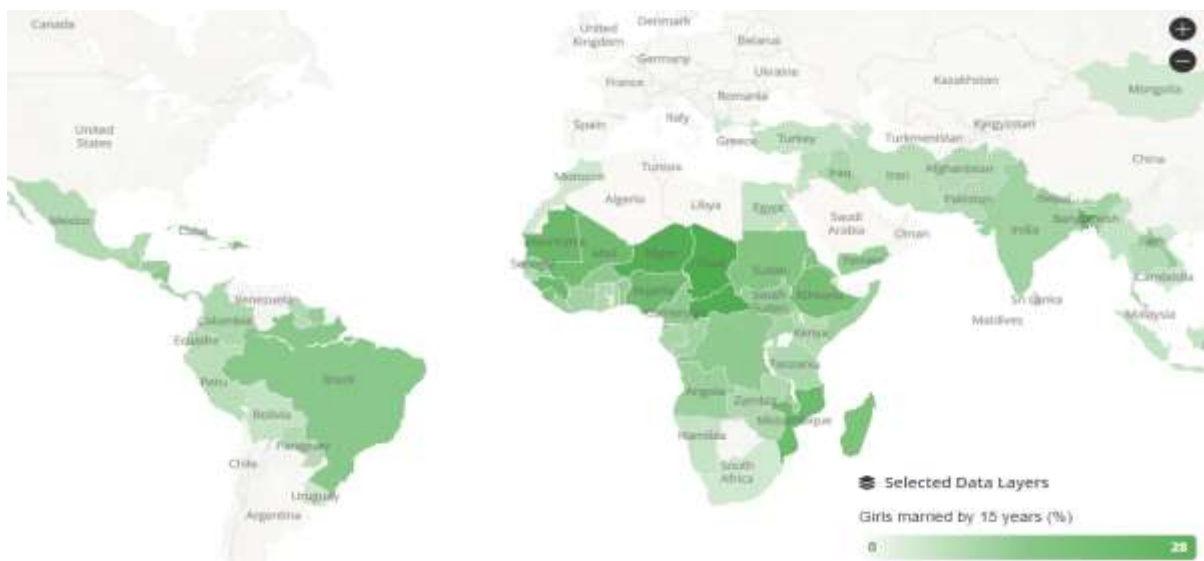 Canada
United
Kingdom
Denmark
Belarus
Germany
Ukraine
France
Romania
Kazakhstan
Mongolia
United
States
Spain
Italy
Greece
Turkey
Turkmenistan
Kyrgyzstan
China
Morocco
Tunisia
Algeria
Libya
Egypt
Iraq
Iran
Afghanistan
Pakistan
Nepal
Bangladesh
India
Saudi
Arabia
Oman
Mexico
Cuba
Mauritania
Mali
Niger
Chad
Sudan
Yemen
Laos
Senegal
Nigeria
South
Sudan
Ethiopia
Cameroon
Cambodia
Sri Lanka
Maldives
Malaysia
Venezuela
Colombia
Ecuador
Kenya
Tanzania
Peru
Brazil
Bolivia
Angola
Zambia
Mozambique
Namibia
Paraguay
Chile
South
Africa
Uruguay
Argentina
Selected Data Layers
Girls married by 15 years (%)
0 28